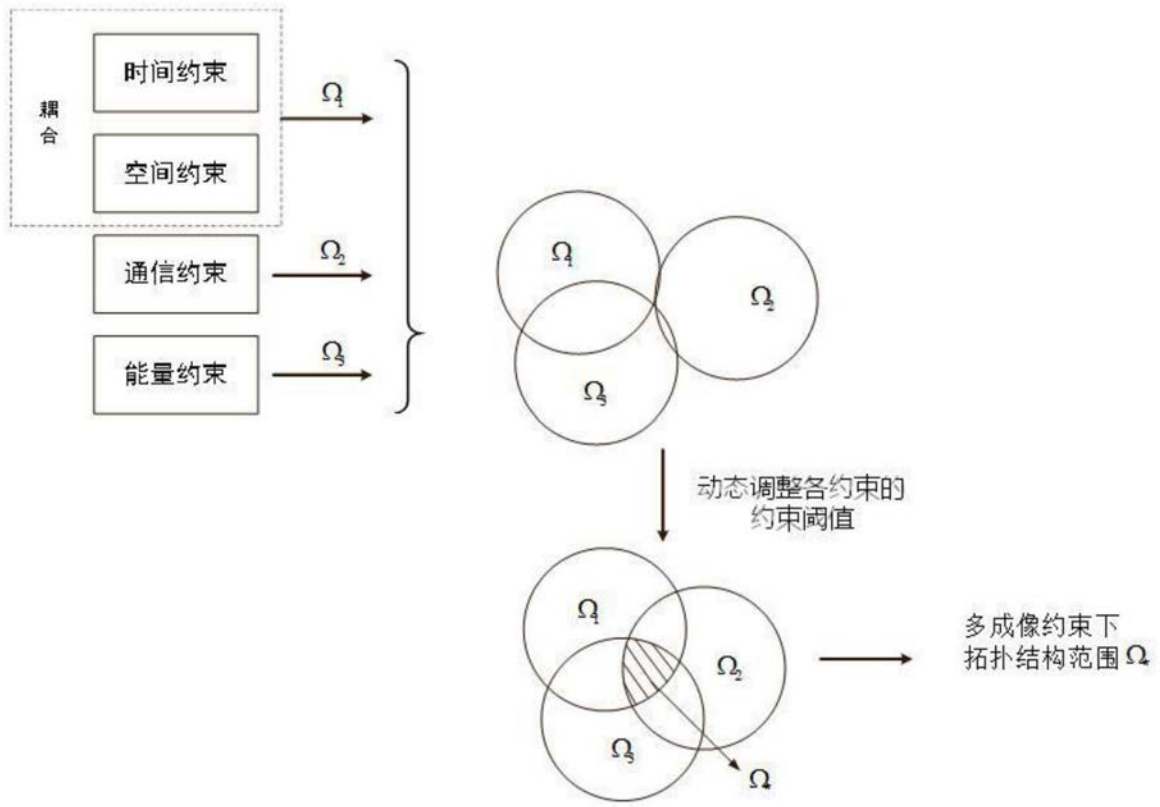 时间约束
耦
合
Ω₁
空间约束
Ω₂
通信约束
Ω₃
能量约束
Ω₁
Ω₂
Ω₃
动态调整各约束的
约束阈值
Ω₁
Ω₂
Ω₃
Ω*
多成像约束下
拓扑结构范围 Ω*